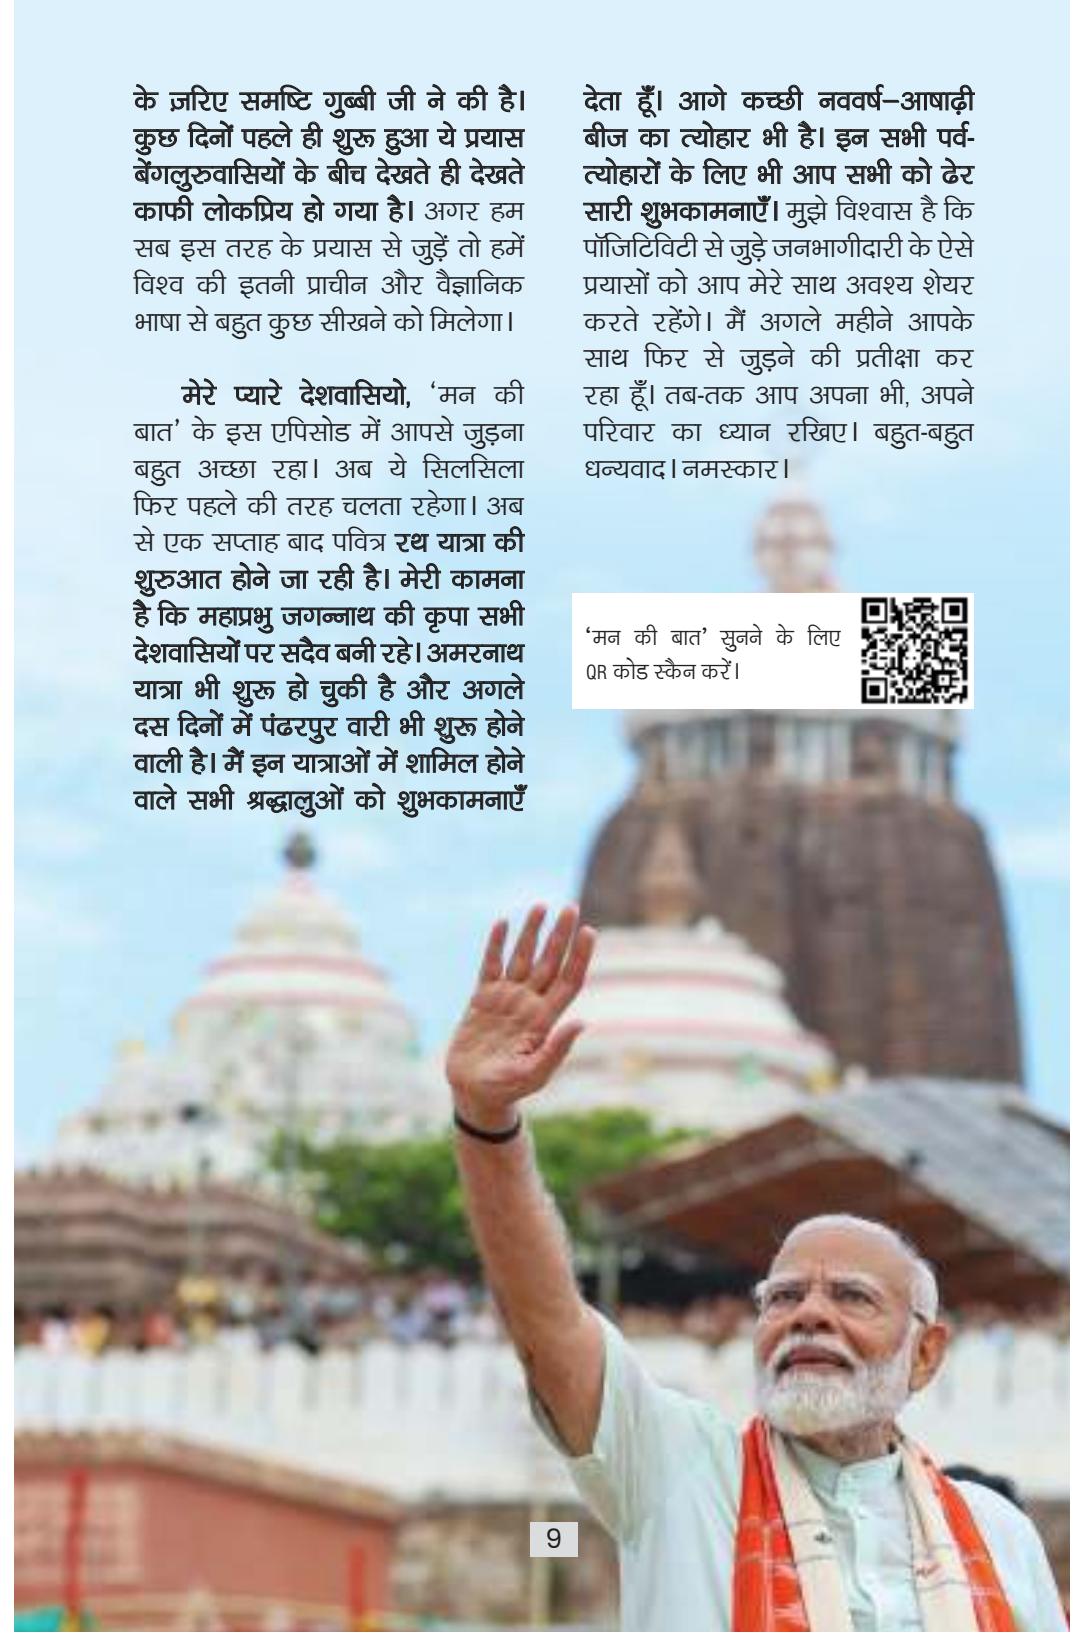 के ज़रिए समष्टि गुब्बी जी ने की है।
कुछ दिनों पहले ही शुरू हुआ ये प्रयास
बेंगलुरुवासियों के बीच देखते ही देखते
काफी लोकप्रिय हो गया है। अगर हम
सब इस तरह के प्रयास से जुड़ें तो हमें
विश्व की इतनी प्राचीन और वैज्ञानिक
भाषा से बहुत कुछ सीखने को मिलेगा।
मेरे प्यारे देशवासियो, ‘मन की
बात’ के इस एपिसोड में आपसे जुड़ना
बहुत अच्छा रहा। अब ये सिलसिला
फिर पहले की तरह चलता रहेगा। अब
से एक सप्ताह बाद पवित्र रथ यात्रा की
शुरुआत होने जा रही है। मेरी कामना
है कि महाप्रभु जगन्नाथ की कृपा सभी
देशवासियों पर सदैव बनी रहे। अमरनाथ
यात्रा भी शुरू हो चुकी है और अगले
दस दिनों में पंढरपुर वारी भी शुरू होने
वाली है। मैं इन यात्राओं में शामिल होने
वाले सभी श्रद्धालुओं को शुभकामनाएँ
देता हूँ। आगे कच्छी नववर्ष–आषाढ़ी
बीज का त्योहार भी है। इन सभी पर्व-
त्योहारों के लिए भी आप सभी को ढेर
सारी शुभकामनाएँ। मुझे विश्वास है कि
पॉजिटिविटी से जुड़े जनभागीदारी के ऐसे
प्रयासों को आप मेरे साथ अवश्य शेयर
करते रहेंगे। मैं अगले महीने आपके
साथ फिर से जुड़ने की प्रतीक्षा कर
रहा हूँ। तब-तक आप अपना भी, अपने
परिवार का ध्यान रखिए। बहुत-बहुत
धन्यवाद। नमस्कार।
‘मन की बात’ सुनने के लिए
QR कोड स्कैन करें।
9